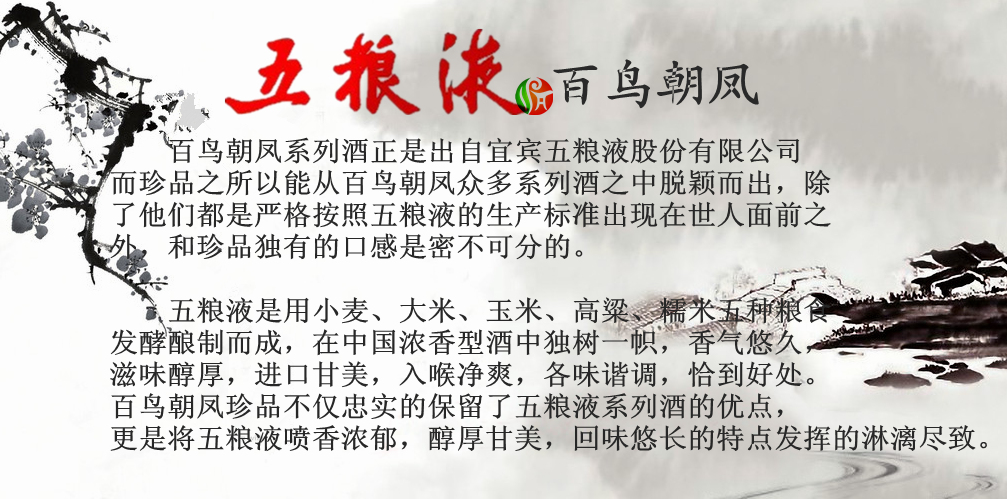 五粮液 百鸟朝凤
百鸟朝凤系列酒正是出自宜宾五粮液股份有限公司
而珍品之所以能从百鸟朝凤众多系列酒之中脱颖而出，除
了他们都是严格按照五粮液的生产标准出现在世人面前之
外，和珍品独有的口感是密不可分的。
五粮液是用小麦、大米、玉米、高粱、糯米五种粮食
发酵酿制而成，在中国浓香型酒中独树一帜，香气悠久，
滋味醇厚，进口甘美，入喉净爽，各味谐调，恰到好处。
百鸟朝凤珍品不仅忠实的保留了五粮液系列酒的优点，
更是将五粮液喷香浓郁，醇厚甘美，回味悠长的特点发挥的淋漓尽致。